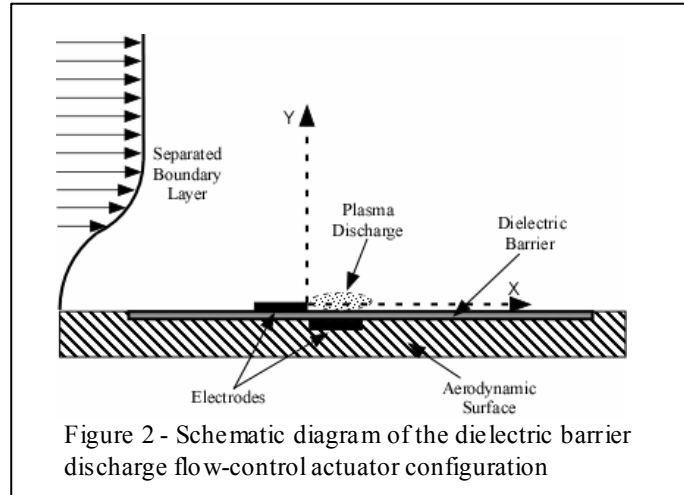 Separated
Boundary
Layer
Y
Plasma
Discharge
Dielectric
Barrier
X
Electrodes
Aerodynamic
Surface
Figure 2 - Schematic diagram of the dielectric barrier
discharge flow-control actuator configuration